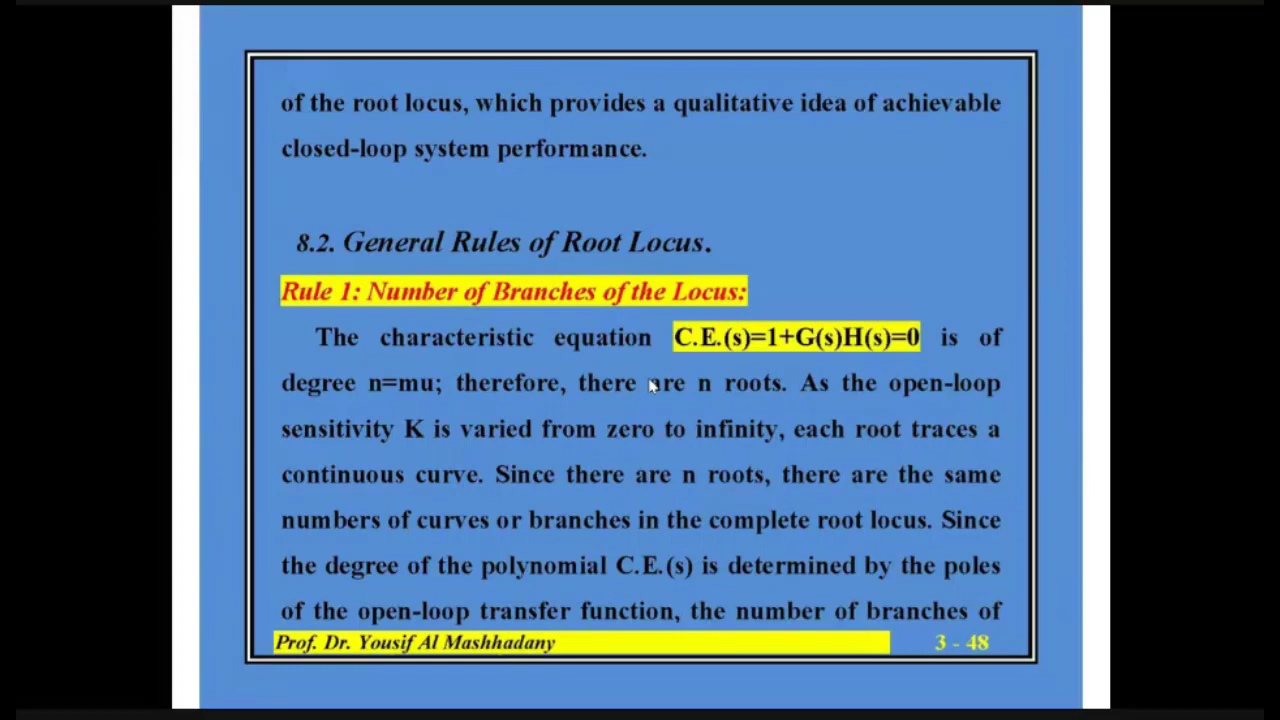 of the root locus, which provides a qualitative idea of achievable
closed-loop system performance.
8.2. General Rules of Root Locus.
Rule 1: Number of Branches of the Locus:
The characteristic equation C.E.(s)=1+G(s)H(s)=0 is of
degree n=mu; therefore, there are n roots. As the open-loop
sensitivity K is varied from zero to infinity, each root traces a
continuous curve. Since there are n roots, there are the same
numbers of curves or branches in the complete root locus. Since
the degree of the polynomial C.E.(s) is determined by the poles
of the open-loop transfer function, the number of branches of
Prof. Dr. Yousif Al Mashhadany 3 - 48